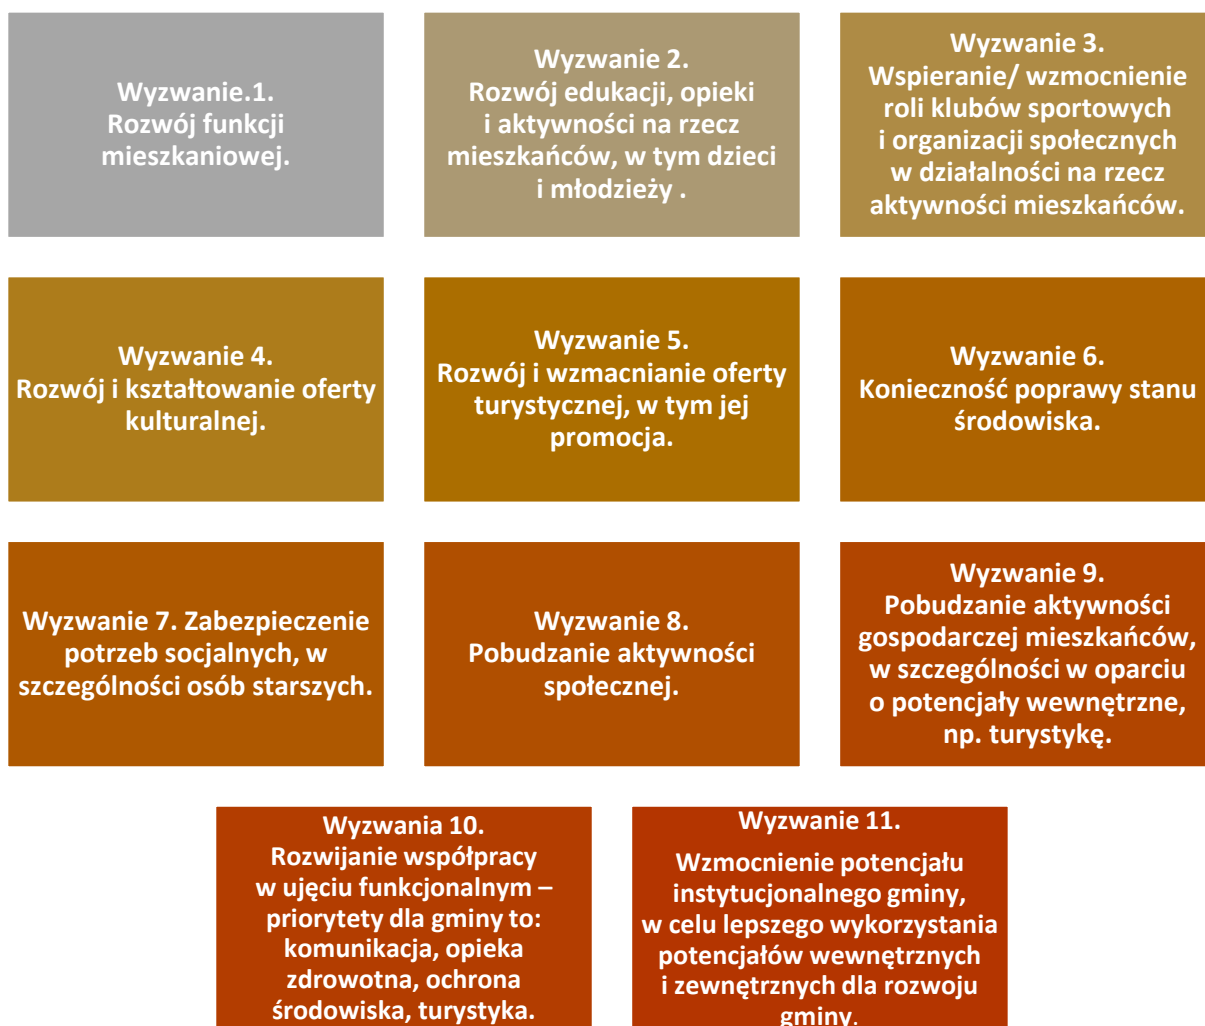 Wyzwanie.1.
Rozwój funkcji
mieszkaniowej.
Wyzwanie 2.
Rozwój edukacji, opieki
i aktywności na rzecz
mieszkańców, w tym dzieci
i młodzieży .
Wyzwanie 3.
Wspieranie/ wzmocnienie
roli klubów sportowych
i organizacji społecznych
w działalności na rzecz
aktywności mieszkańców.
Wyzwanie 4.
Rozwój i kształtowanie oferty
kulturalnej.
Wyzwanie 5.
Rozwój i wzmacnianie oferty
turystycznej, w tym jej
promocja.
Wyzwanie 6.
Konieczność poprawy stanu
środowiska.
Wyzwanie 7. Zabezpieczenie
potrzeb socjalnych, w
szczególności osób starszych.
Wyzwanie 8.
Pobudzanie aktywności
społecznej.
Wyzwanie 9.
Pobudzanie aktywności
gospodarczej mieszkańców,
w szczególności w oparciu
o potencjały wewnętrzne,
np. turystykę.
Wyzwania 10.
Rozwijanie współpracy
w ujęciu funkcjonalnym –
priorytety dla gminy to:
komunikacja, opieka
zdrowotna, ochrona
środowiska, turystyka.
Wyzwanie 11.
Wzmocnienie potencjału
instytucjonalnego gminy,
w celu lepszego wykorzystania
potencjałów wewnętrznych
i zewnętrznych dla rozwoju
gminy.